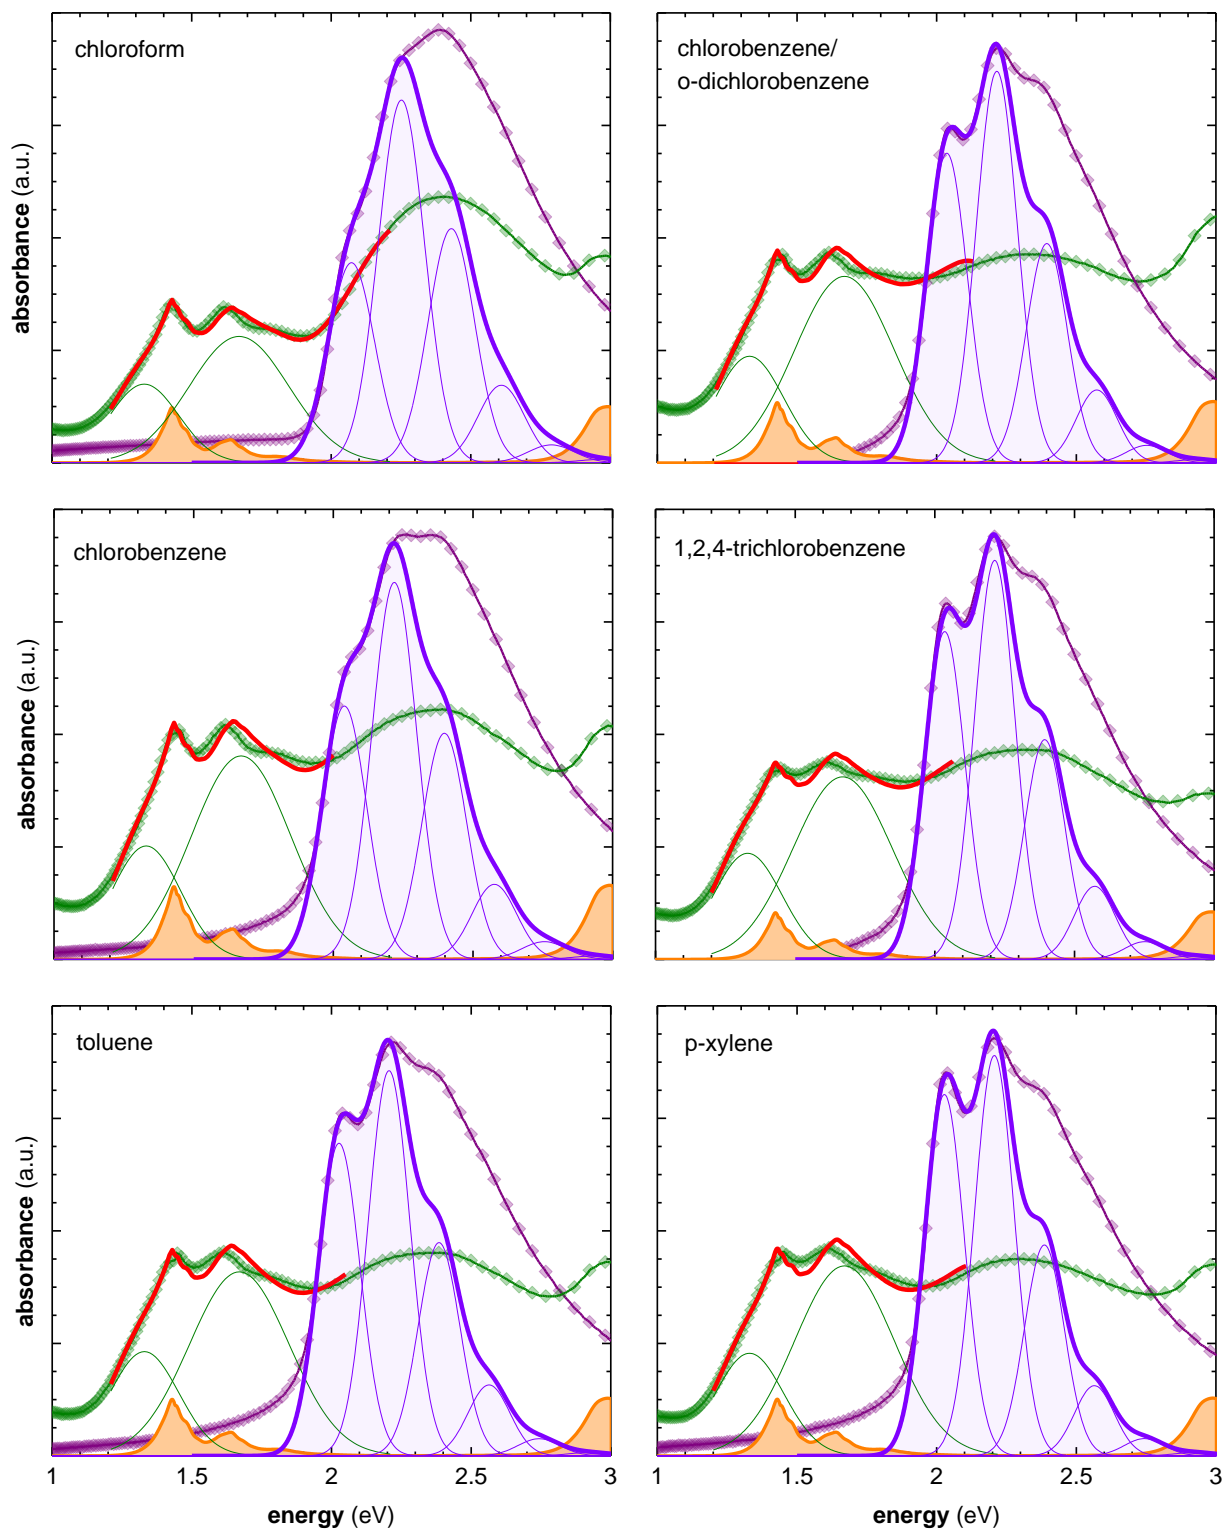 chloroform
chlorobenzene/
o-dichlorobenzene
absorbance (a.u.)
chlorobenzene
1,2,4-trichlorobenzene
absorbance (a.u.)
toluene
p-xylene
absorbance (a.u.)
1 1.5 2 2.5 3 1.5 2 2.5 3
energy (eV) energy (eV)